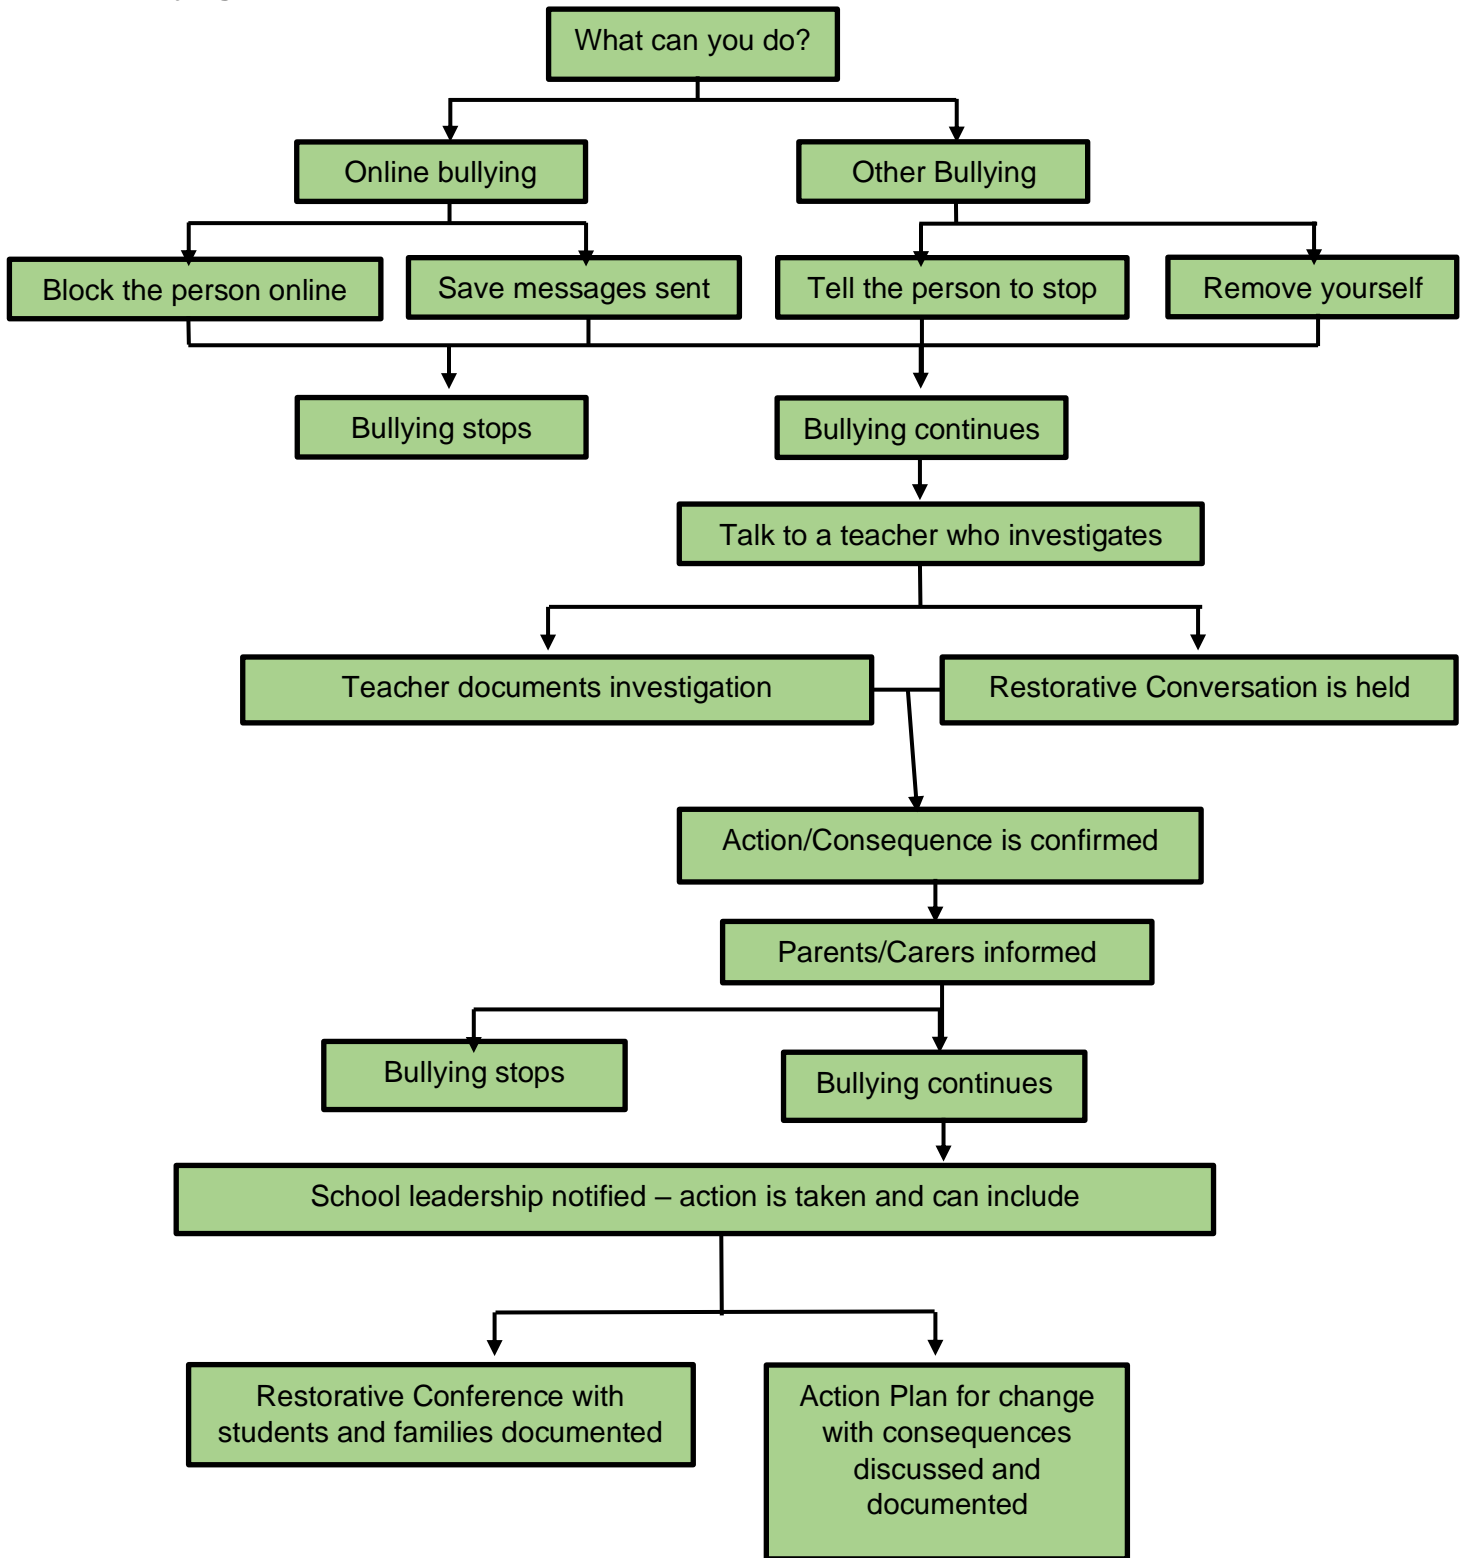 What can you do?
Online bullying
Other Bullying
Block the person online
Save messages sent
Tell the person to stop
Remove yourself
Bullying stops
Bullying continues
Talk to a teacher who investigates
Teacher documents investigation
Restorative Conversation is held
Action/Consequence is confirmed
Parents/Carers informed
Bullying stops
Bullying continues
School leadership notified – action is taken and can include
Restorative Conference with
students and families documented
Action Plan for change
with consequences
discussed and
documented